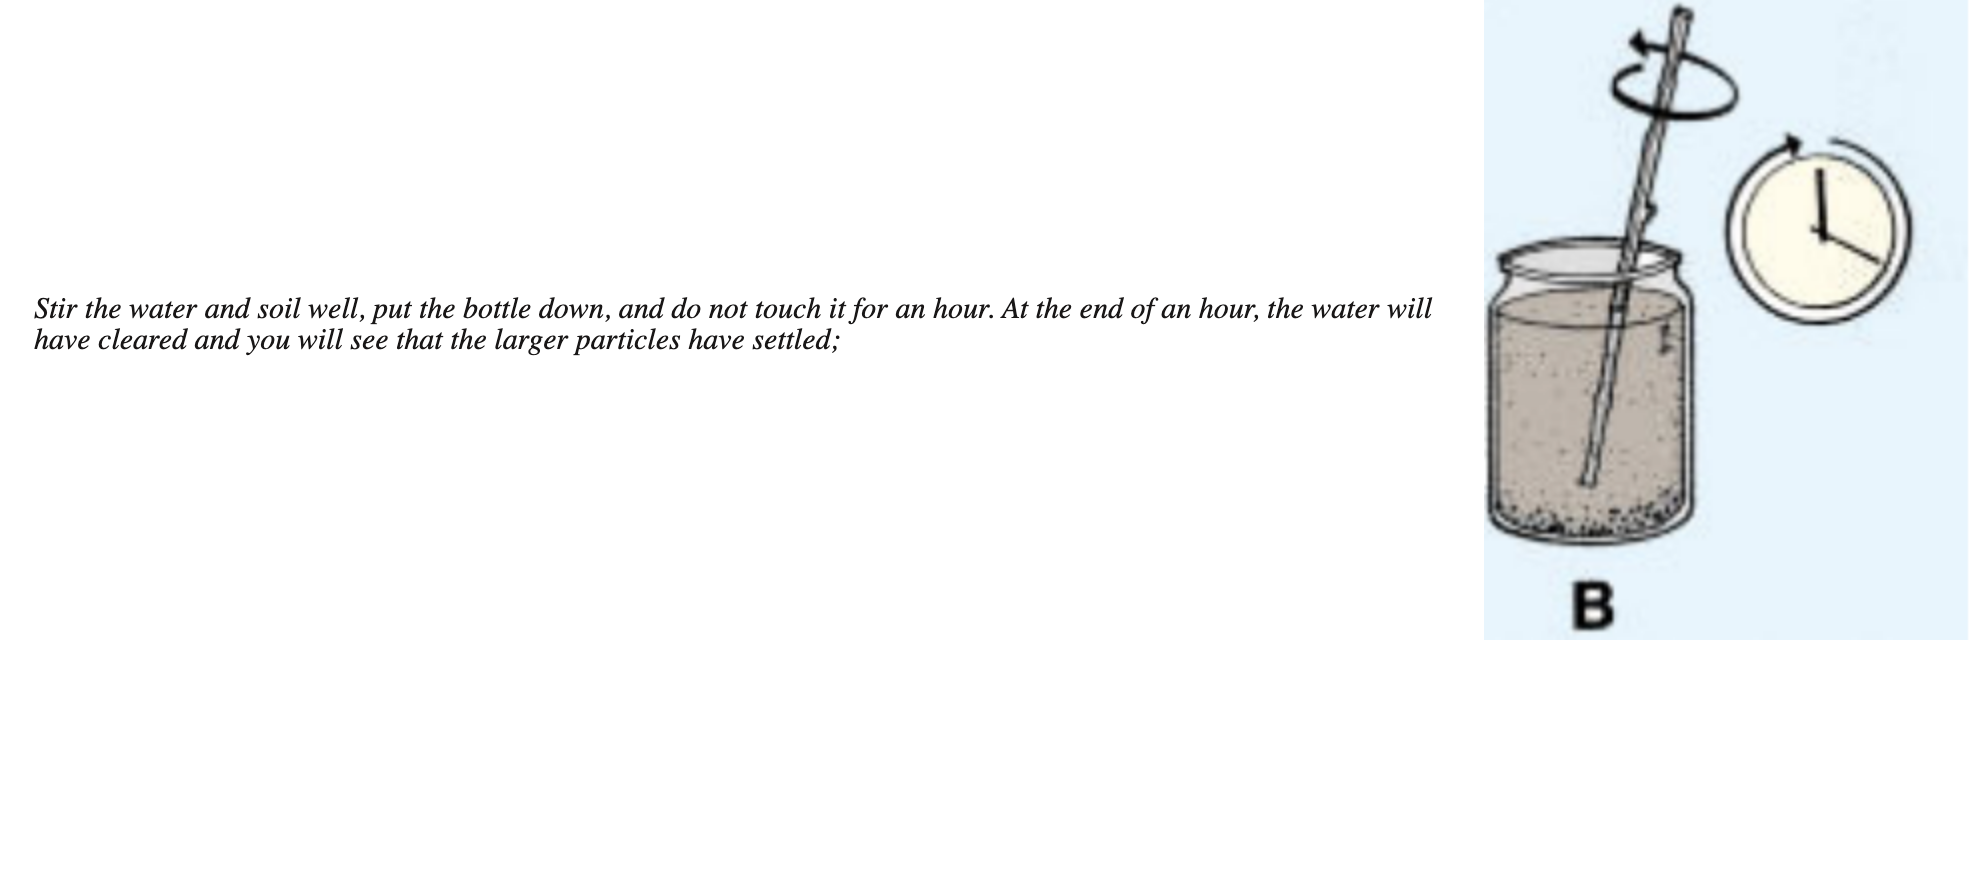 Stir the water and soil well, put the bottle down, and do not touch it for an hour. At the end of an hour, the water will
have cleared and you will see that the larger particles have settled;
B